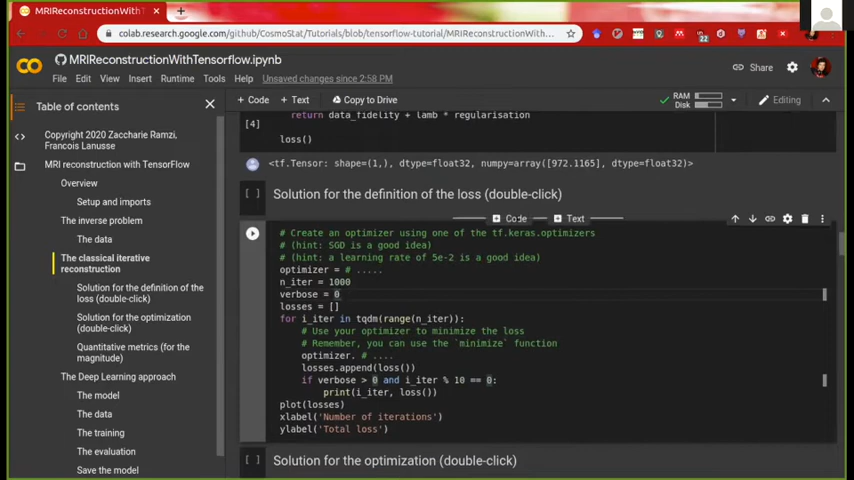 MRIReconstructionWithT
colab.research.google.com/github/CosmoStat/Tutorials/blob/tensorflow-tutorial/MRIReconstructionWith...
22
MRIReconstructionWithTensorflow.ipynb
Share
File Edit View Insert Runtime Tools Help Unsaved changes since 2:58 PM
Table of contents
+ Code + Text Copy to Drive
RAM
Disk
Editing
Copyright 2020 Zaccharie Ramzi,
Francois Lanusse
MRI reconstruction with TensorFlow
Overview
Setup and imports
The inverse problem
The data
The classical iterative
reconstruction
Solution for the definition of the
loss (double-click)
Solution for the optimization
(double-click)
Quantitative metrics (for the
magnitude)
The Deep Learning approach
The model
The data
The training
The evaluation
Save the model
return data_fidelity + lamb * regularisation
[4]
loss()
<tf.Tensor: shape=(1,), dtype=float32, numpy=array([972.1165], dtype=float32)>
[ ] Solution for the definition of the loss (double-click)
+ Code + Text
# Create an optimizer using one of the tf.keras.optimizers
# (hint: SGD is a good idea)
# (hint: a learning rate of 5e-2 is a good idea)
optimizer = # .....
n_iter = 1000
verbose = 0
losses = []
for i_iter in tqdm(range(n_iter)):
# Use your optimizer to minimize the loss
# Remember, you can use the `minimize` function
optimizer. # ....
losses.append(loss())
if verbose > 0 and i_iter % 10 == 0:
print(i_iter, loss())
plot(losses)
xlabel('Number of iterations')
ylabel('Total loss')
[ ] Solution for the optimization (double-click)